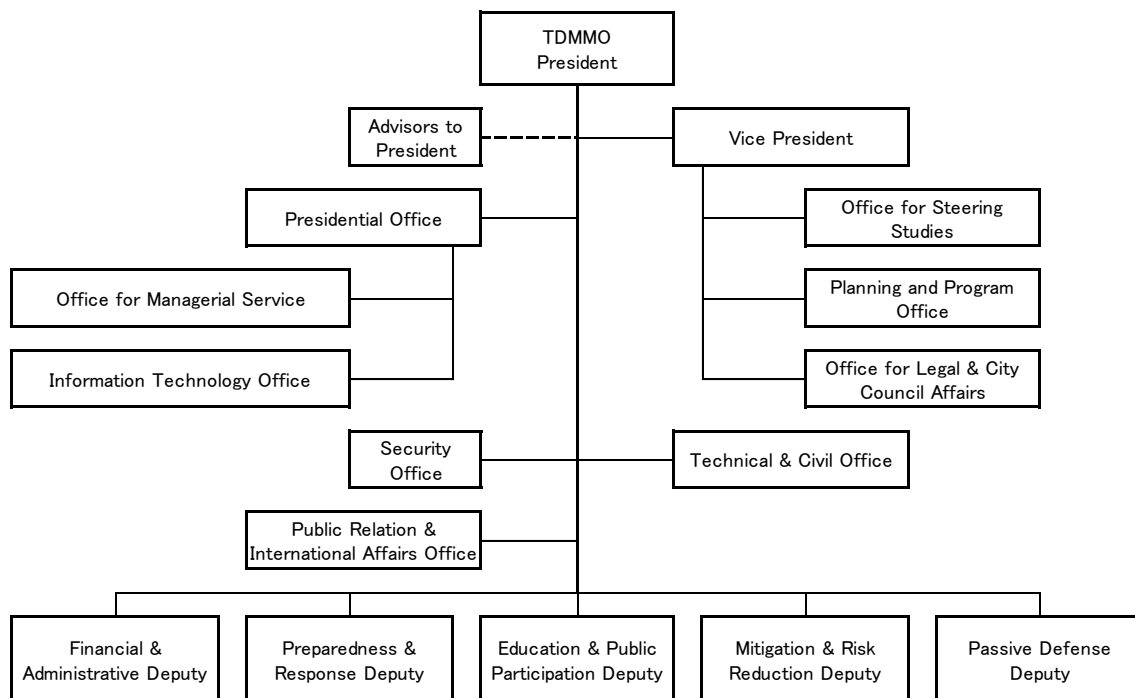 TDMMO
President
Advisors to
President
Vice President
Presidential Office
Office for Steering
Studies
Office for Managerial Service
Planning and Program
Office
Information Technology Office
Office for Legal & City
Council Affairs
Security
Office
Technical & Civil Office
Public Relation &
International Affairs Office
Financial &
Administrative Deputy
Preparedness &
Response Deputy
Education & Public
Participation Deputy
Mitigation & Risk
Reduction Deputy
Passive Defense
Deputy